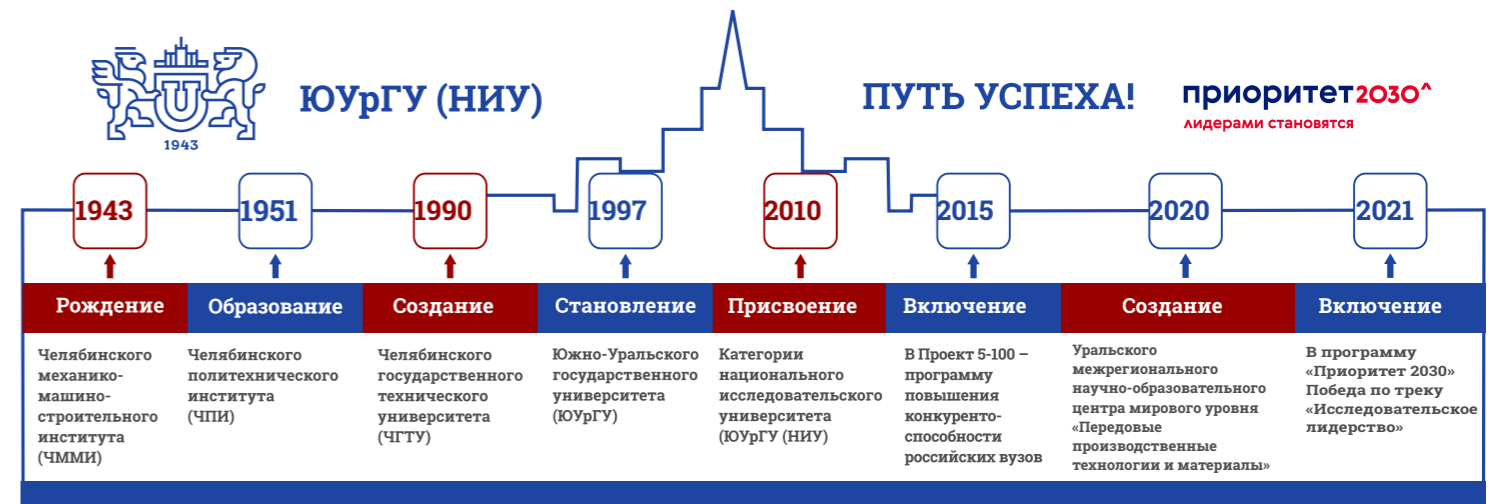 1943
ЮУрГУ (НИУ)
ПУТЬ УСПЕХА!
приоритет2030^
лидерами становятся
1943
1951
1990
1997
2010
2015
2020
2021
Рождение
Образование
Создание
Становление
Присвоение
Включение
Создание
Включение
Челябинского
механико-
машино-
строительного
института
(ЧММИ)
Челябинского
политехнического
института
(ЧПИ)
Челябинского
государственного
технического
университета
(ЧГТУ)
Южно-Уральского
государственного
университета
(ЮУрГУ)
Категории
национального
исследовательского
университета
(ЮУрГУ (НИУ)
В Проект 5-100 –
программу
повышения
конкуренто-
способности
российских вузов
Уральского
межрегионального
научно-образовательного
центра мирового уровня
«Передовые
производственные
технологии и материалы»
В программу
«Приоритет 2030»
Победа по треку
«Исследовательское
лидерство»